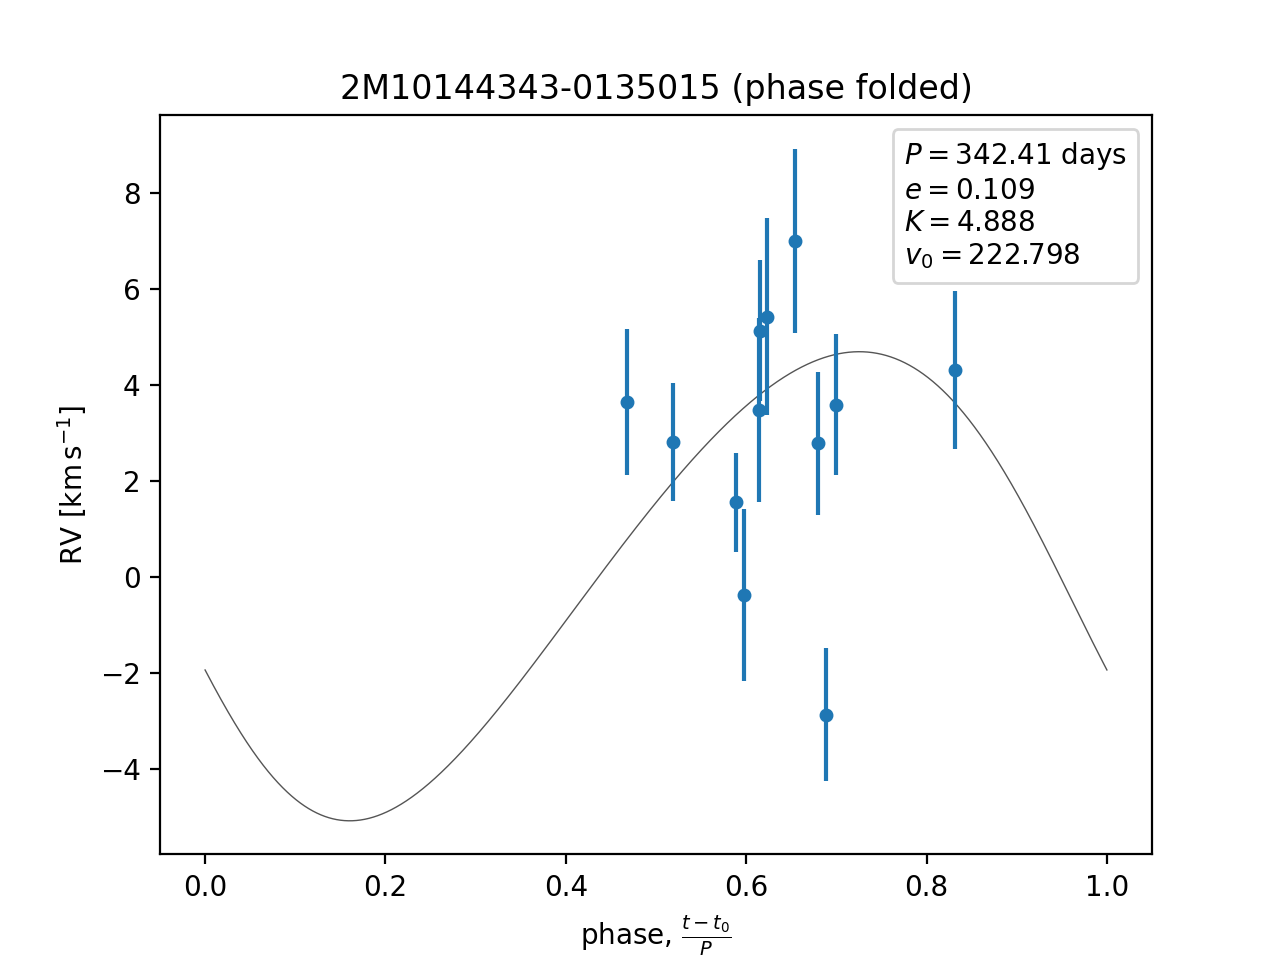 2M10144343-0135015 (phase folded)
P = 342.41 days
e = 0.109
K = 4.888
v₀ = 222.798
8
6
4
2
0
−2
−4
RV [km s⁻¹]
0.0 0.2 0.4 0.6 0.8 1.0
phase, (t − t₀)/P